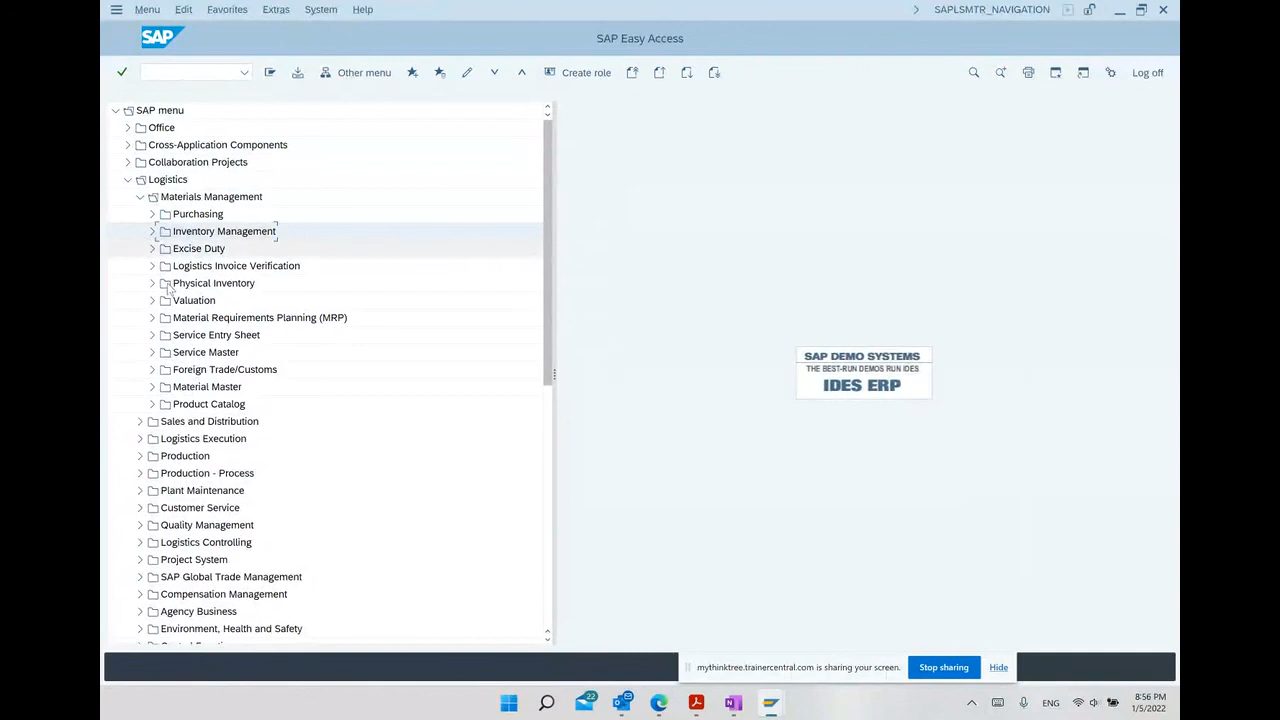 Menu Edit Favorites Extras System Help SAPLSMTR_NAVIGATION
SAP SAP Easy Access
Other menu Create role Log off
SAP menu
Office
Cross-Application Components
Collaboration Projects
Logistics
Materials Management
Purchasing
Inventory Management
Excise Duty
Logistics Invoice Verification
Physical Inventory
Valuation
Material Requirements Planning (MRP)
Service Entry Sheet
Service Master
Foreign Trade/Customs
Material Master
Product Catalog
Sales and Distribution
Logistics Execution
Production
Production - Process
Plant Maintenance
Customer Service
Quality Management
Logistics Controlling
Project System
SAP Global Trade Management
Compensation Management
Agency Business
Environment, Health and Safety
SAP DEMO SYSTEMS
THE BEST-RUN DEMOS RUN IDES
IDES ERP
mythinktree.trainercentral.com is sharing your screen. Stop sharing Hide
22
ENG
8:56 PM
1/5/2022